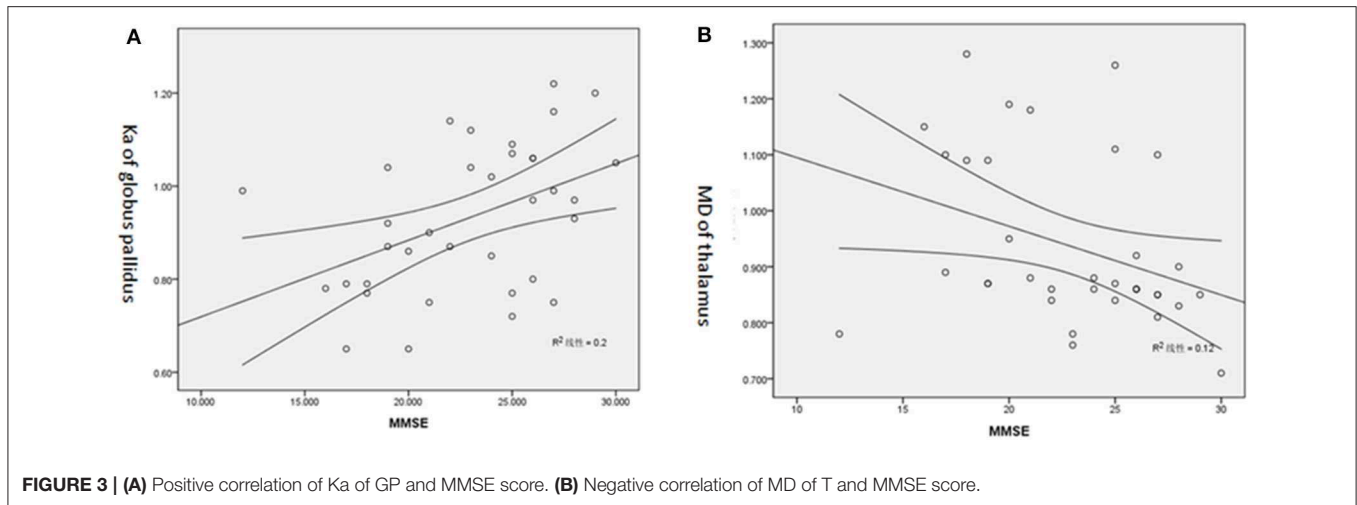 A
Ka of globus pallidus
1.20
1.00
0.80
0.60
10.000 15.000 20.000 25.000 30.000
MMSE
R² 线性 = 0.2
B
MD of thalamus
1.300
1.200
1.100
1.000
0.900
0.800
0.700
10 15 20 25 30
MMSE
R² 线性 = 0.12
FIGURE 3 | (A) Positive correlation of Ka of GP and MMSE score. (B) Negative correlation of MD of T and MMSE score.